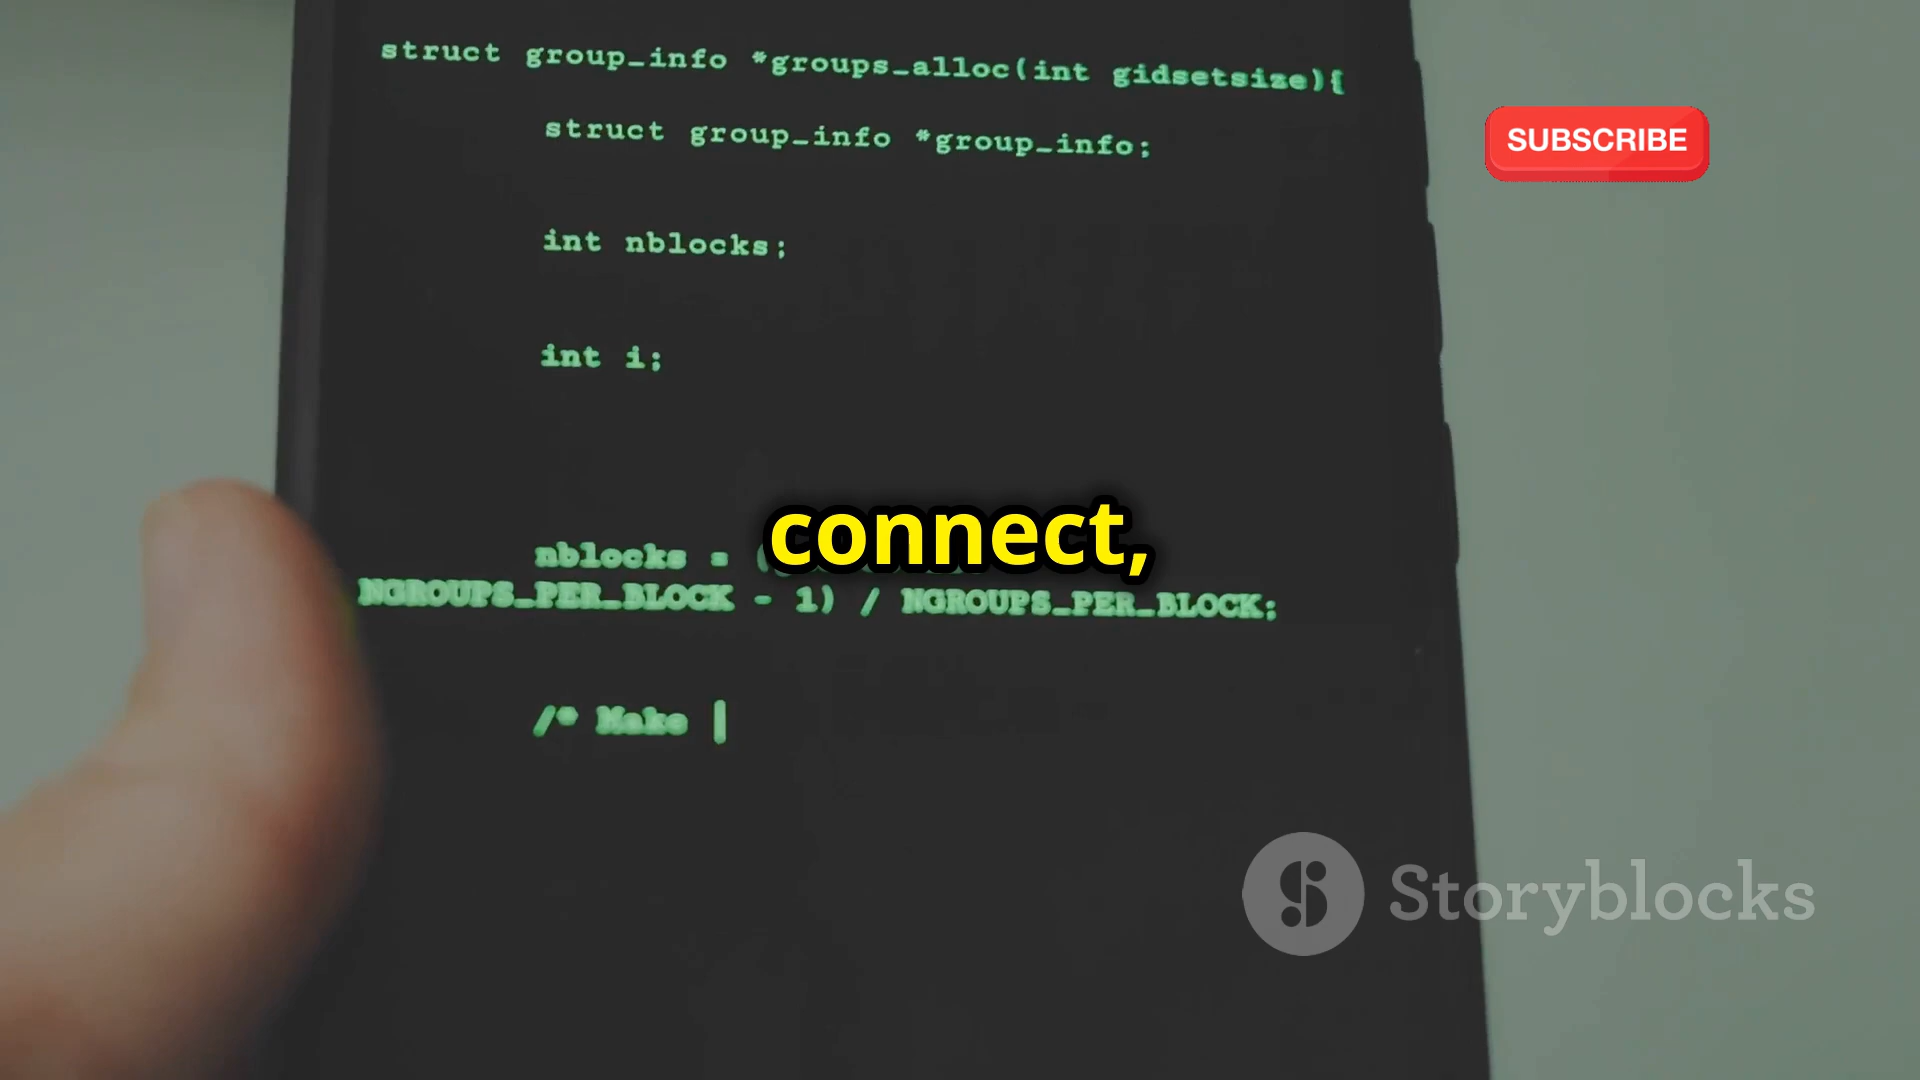 struct group_info *groups_alloc(int gidsetsize){
SUBSCRIBE
struct group_info *group_info;
int nblocks;
int i;
connect,
nblocks = (
NGROUPS_PER_BLOCK - 1) / NGROUPS_PER_BLOCK;
/* Make
Storyblocks